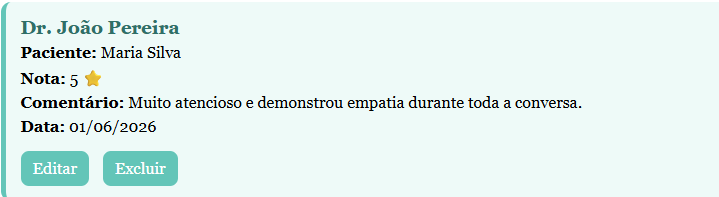 Dr. João Pereira
Paciente: Maria Silva
Nota: 5 ⭐
Comentário: Muito atencioso e demonstrou empatia durante toda a conversa.
Data: 01/06/2026
Editar Excluir